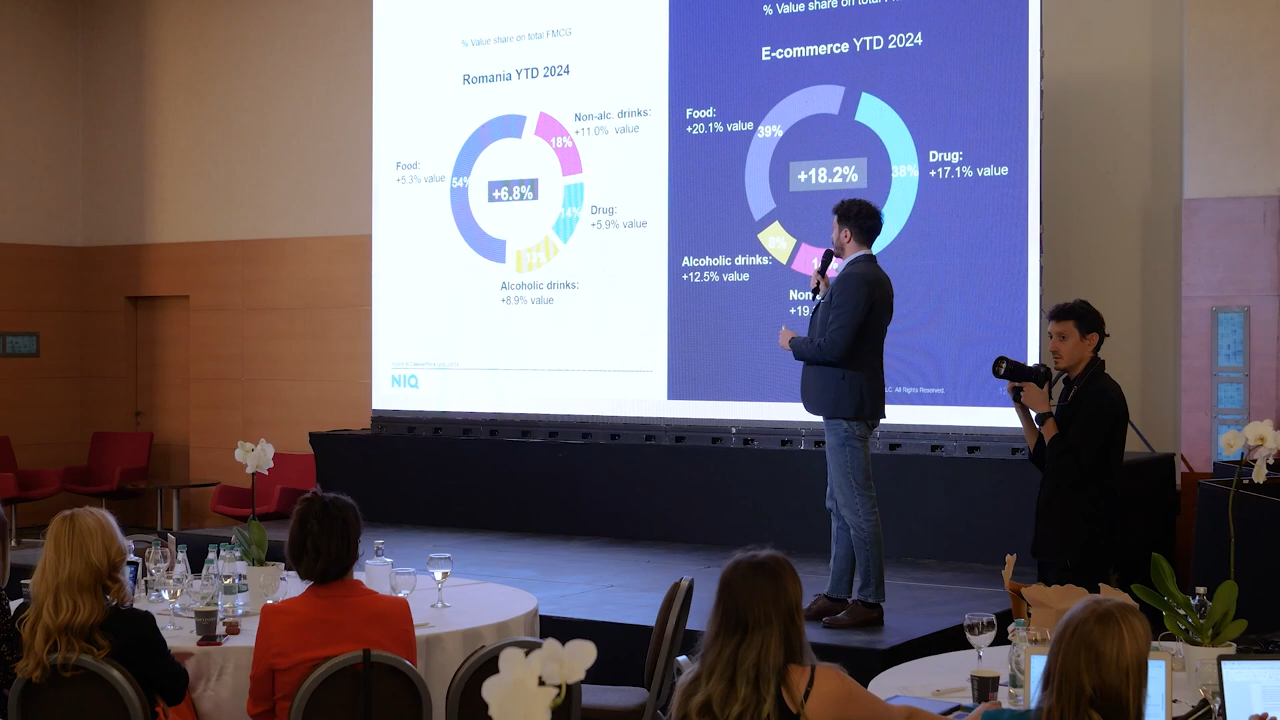 % Value share on total FMCG
Romania YTD 2024
Non-alc. drinks:
+11.0% value
18%
Food:
+5.3% value
54%
+6.8%
Drug:
+5.9% value
14%
Alcoholic drinks:
+8.9% value
NIQ
% Value share on total
E-commerce YTD 2024
Food:
+20.1% value
39%
+18.2%
38%
Drug:
+17.1% value
8%
Alcoholic drinks:
+12.5% value
Non
+19.
LC. All Rights Reserved.